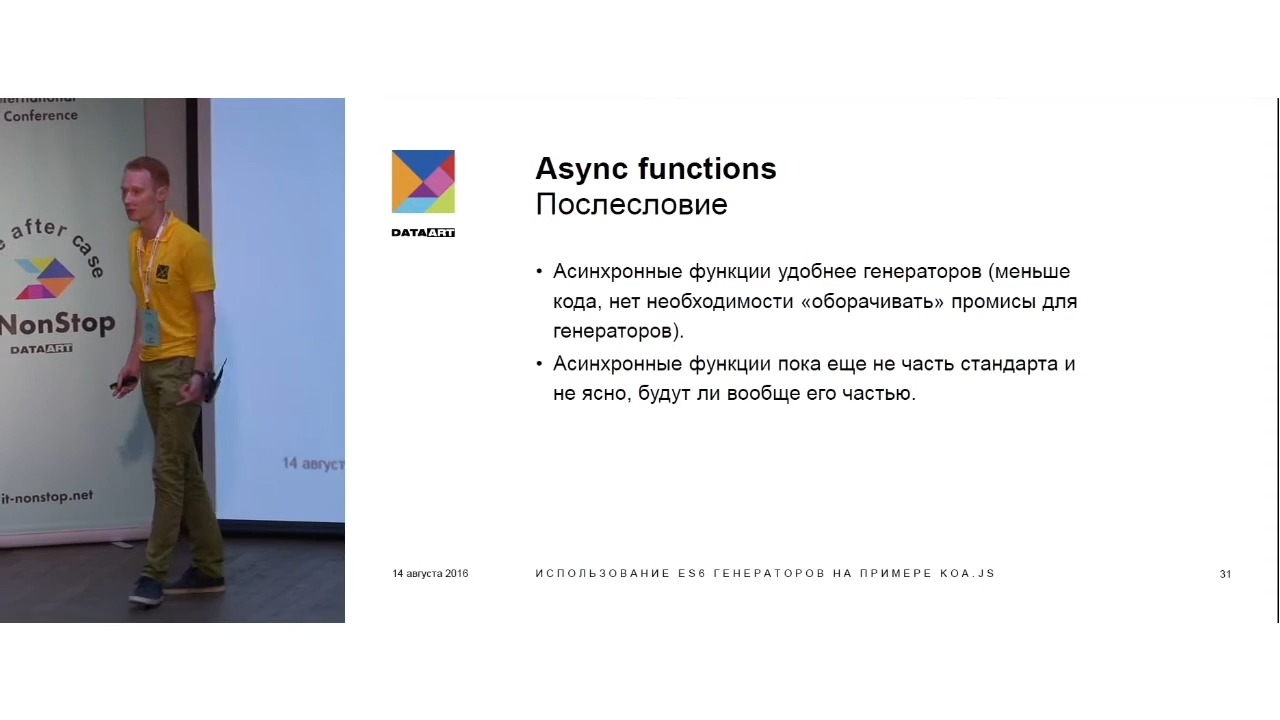 Conference
e after case
NonStop
DATAART
it-nonstop.net
14 август
DATAART
Async functions
Послесловие
• Асинхронные функции удобнее генераторов (меньше
кода, нет необходимости «оборачивать» промисы для
генераторов).
• Асинхронные функции пока еще не часть стандарта и
не ясно, будут ли вообще его частью.
14 августа 2016
ИСПОЛЬЗОВАНИЕ ES6 ГЕНЕРАТОРОВ НА ПРИМЕРЕ KOA.JS
31